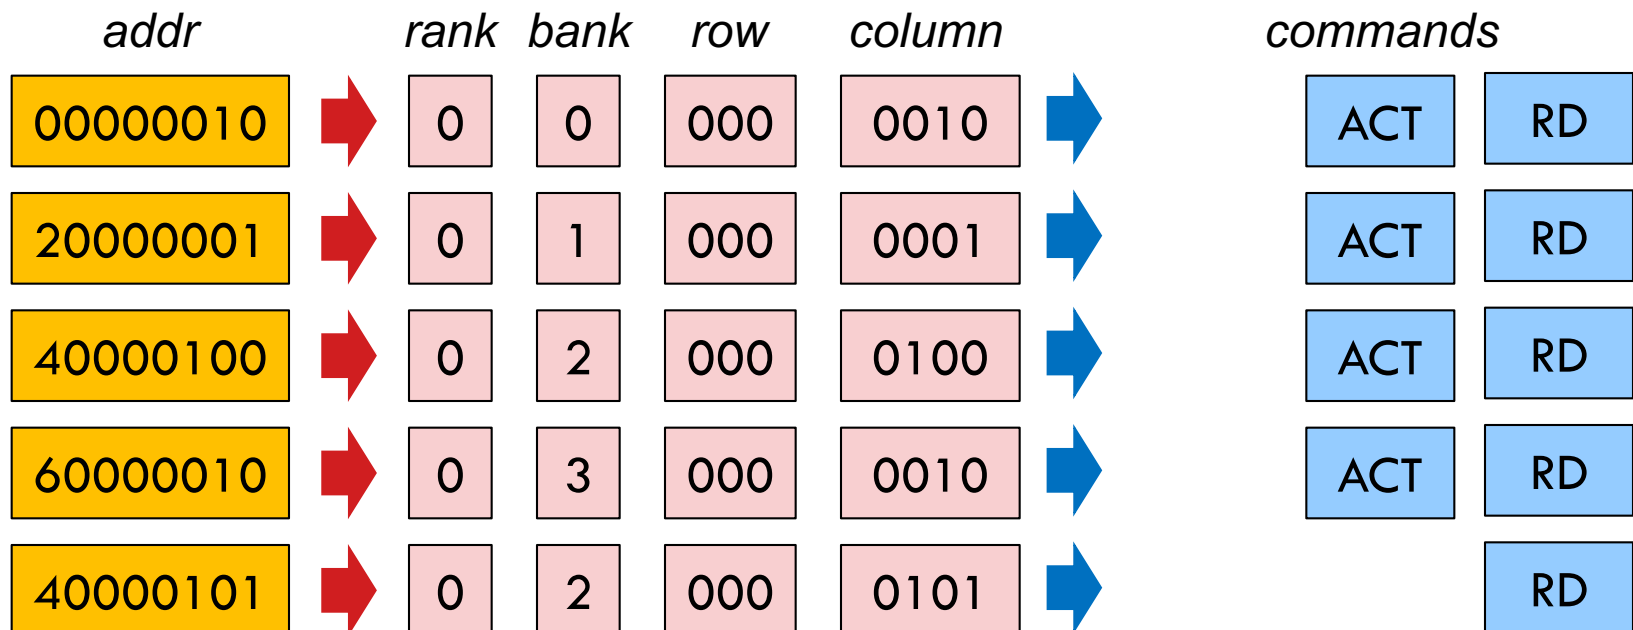 addr rank bank row column commands
00000010 0 0 000 0010 ACT RD
20000001 0 1 000 0001 ACT RD
40000100 0 2 000 0100 ACT RD
60000010 0 3 000 0010 ACT RD
40000101 0 2 000 0101 RD